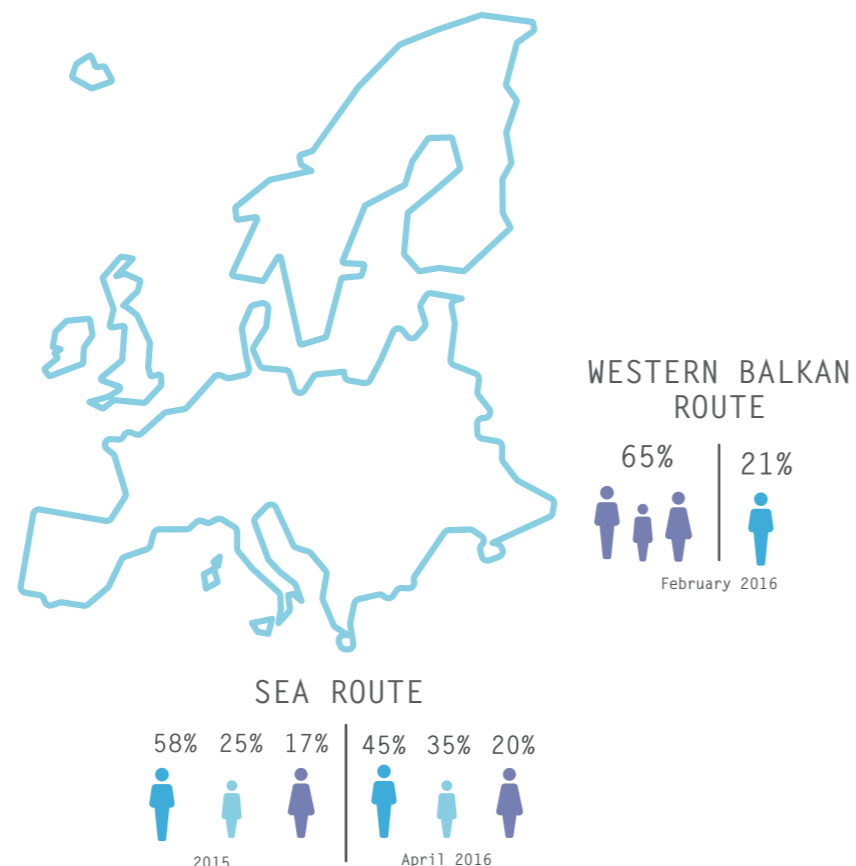 WESTERN BALKAN
ROUTE
65%
21%
February 2016
SEA ROUTE
58% 25% 17% 45% 35% 20%
2015
April 2016